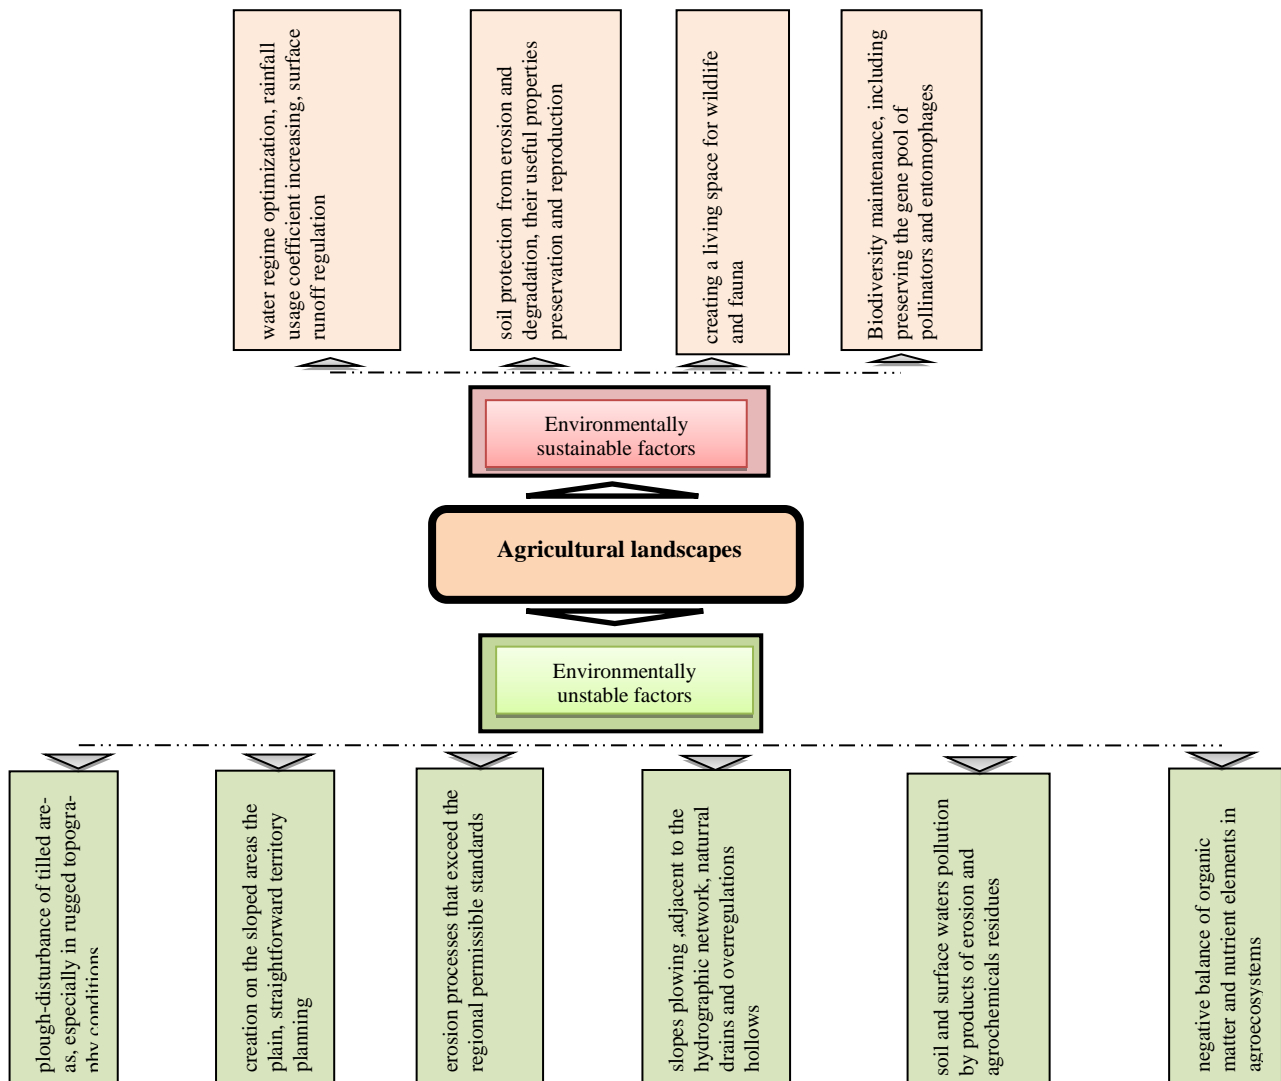 water regime optimization, rainfall
usage coefficient increasing, surface
runoff regulation
soil protection from erosion and
degradation, their useful properties
preservation and reproduction
creating a living space for wildlife
and fauna
Biodiversity maintenance, including
preserving the gene pool of
pollinators and entomophages
Environmentally
sustainable factors
Agricultural landscapes
Environmentally
unstable factors
plough-disturbance of tilled are-
as, especially in rugged topogra-
phy conditions
creation on the sloped areas the
plain, straightforward territory
planning
erosion processes that exceed the
regional permissible standards
slopes plowing ,adjacent to the
hydrographic network, naturral
drains and overregulations
hollows
soil and surface waters pollution
by products of erosion and
agrochemicals residues
negative balance of organic
matter and nutrient elements in
agroecosystems